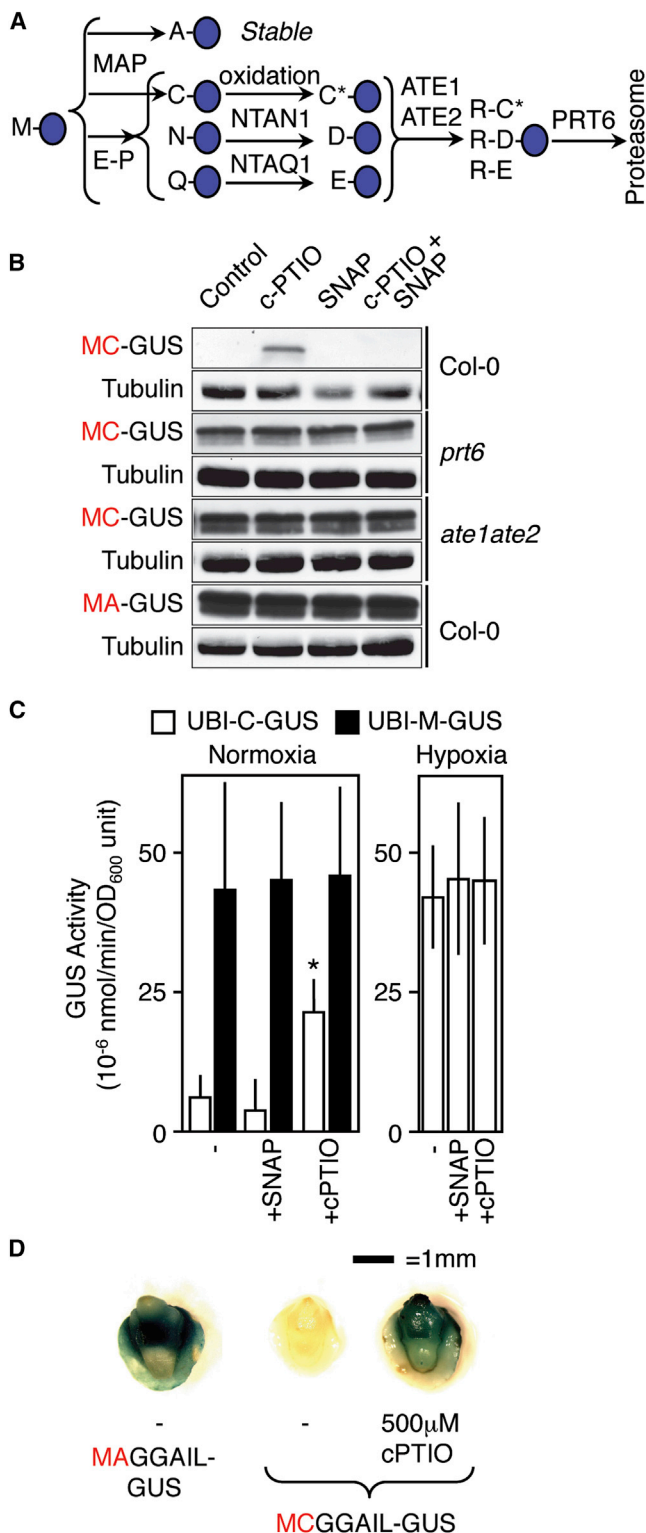 A
A- Stable
MAP
M-
E-P
C- oxidation C*-
N- NTAN1 D-
Q- NTAQ1 E-
ATE1
ATE2
R-C*
R-D-
R-E
PRT6
Proteasome
B
Control c-PTIO SNAP c-PTIO +
SNAP
MC-GUS
Tubulin
Col-0
MC-GUS
Tubulin
prt6
MC-GUS
Tubulin
ate1ate2
MA-GUS
Tubulin
Col-0
C
UBI-C-GUS UBI-M-GUS
Normoxia Hypoxia
GUS Activity
(10-6 nmol/min/OD600 unit)
50 50
*
25 25
0 0
- +SNAP +cPTIO
- +SNAP +cPTIO
D
=1mm
- - 500µM
cPTIO
MAGGAIL-
GUS
MCGGAIL-GUS